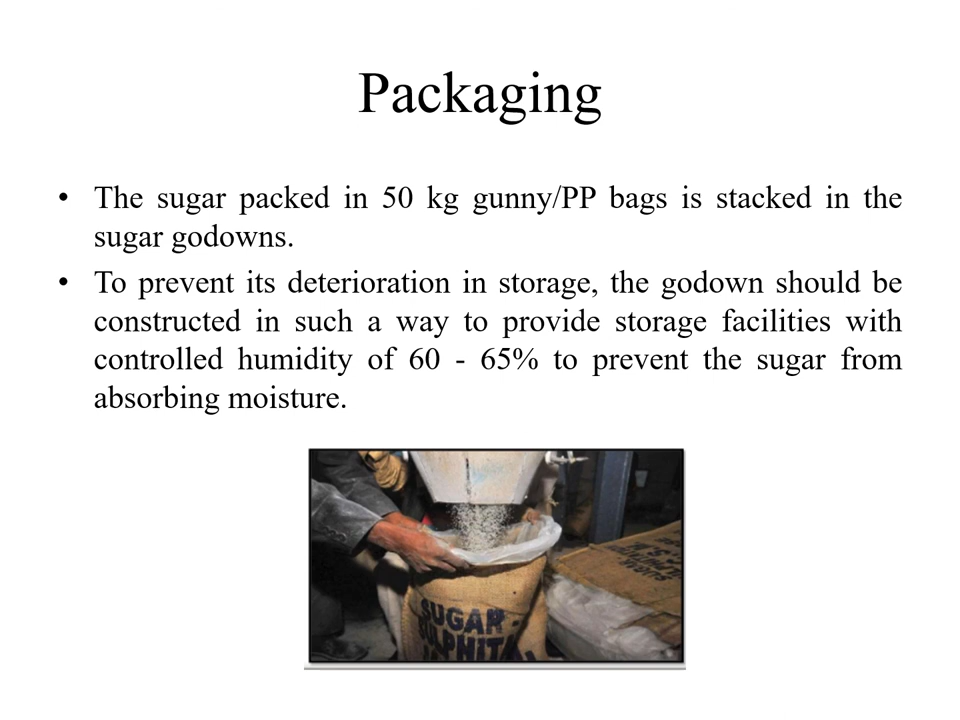 Packaging
• The sugar packed in 50 kg gunny/PP bags is stacked in the
sugar godowns.
• To prevent its deterioration in storage, the godown should be
constructed in such a way to provide storage facilities with
controlled humidity of 60 - 65% to prevent the sugar from
absorbing moisture.
SUGAR